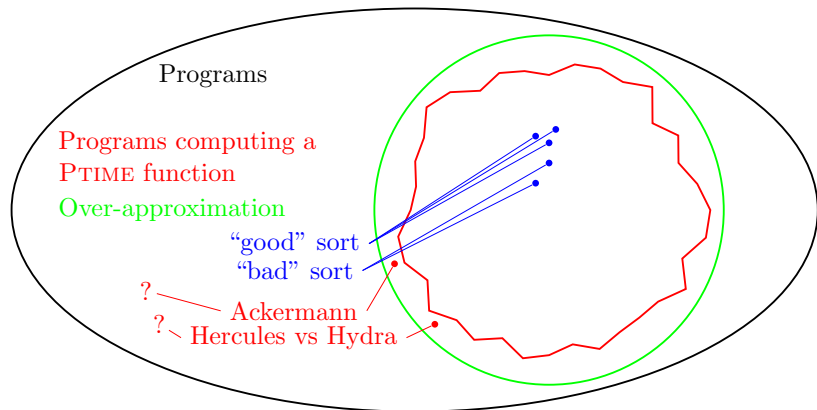 Programs
Programs computing a
PTIME function
Over-approximation
“good” sort
“bad” sort
?
Ackermann
?
Hercules vs Hydra